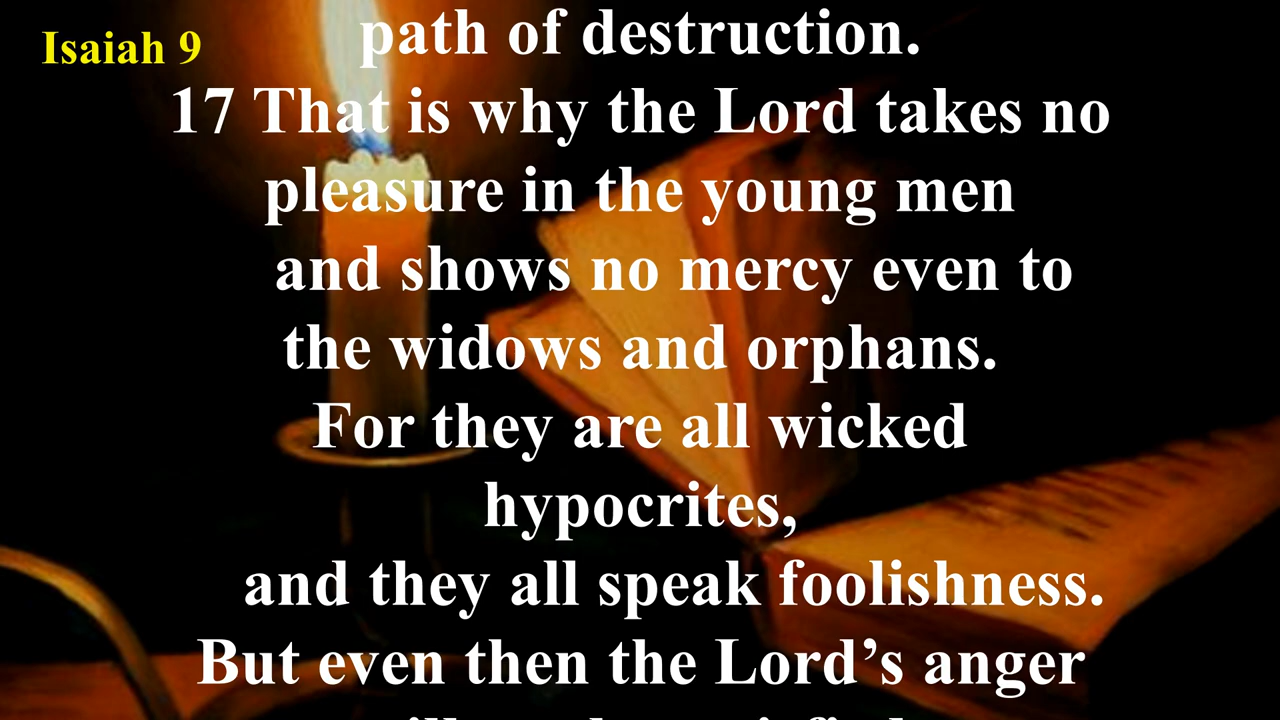 Isaiah 9
path of destruction.
17 That is why the Lord takes no
pleasure in the young men
and shows no mercy even to
the widows and orphans.
For they are all wicked
hypocrites,
and they all speak foolishness.
But even then the Lord’s anger